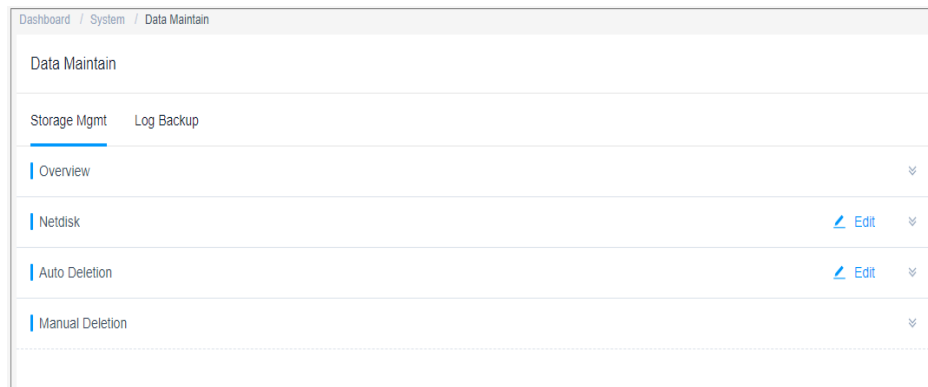 Dashboard / System / Data Maintain
Data Maintain
Storage Mgmt Log Backup
Overview
Netdisk Edit
Auto Deletion Edit
Manual Deletion